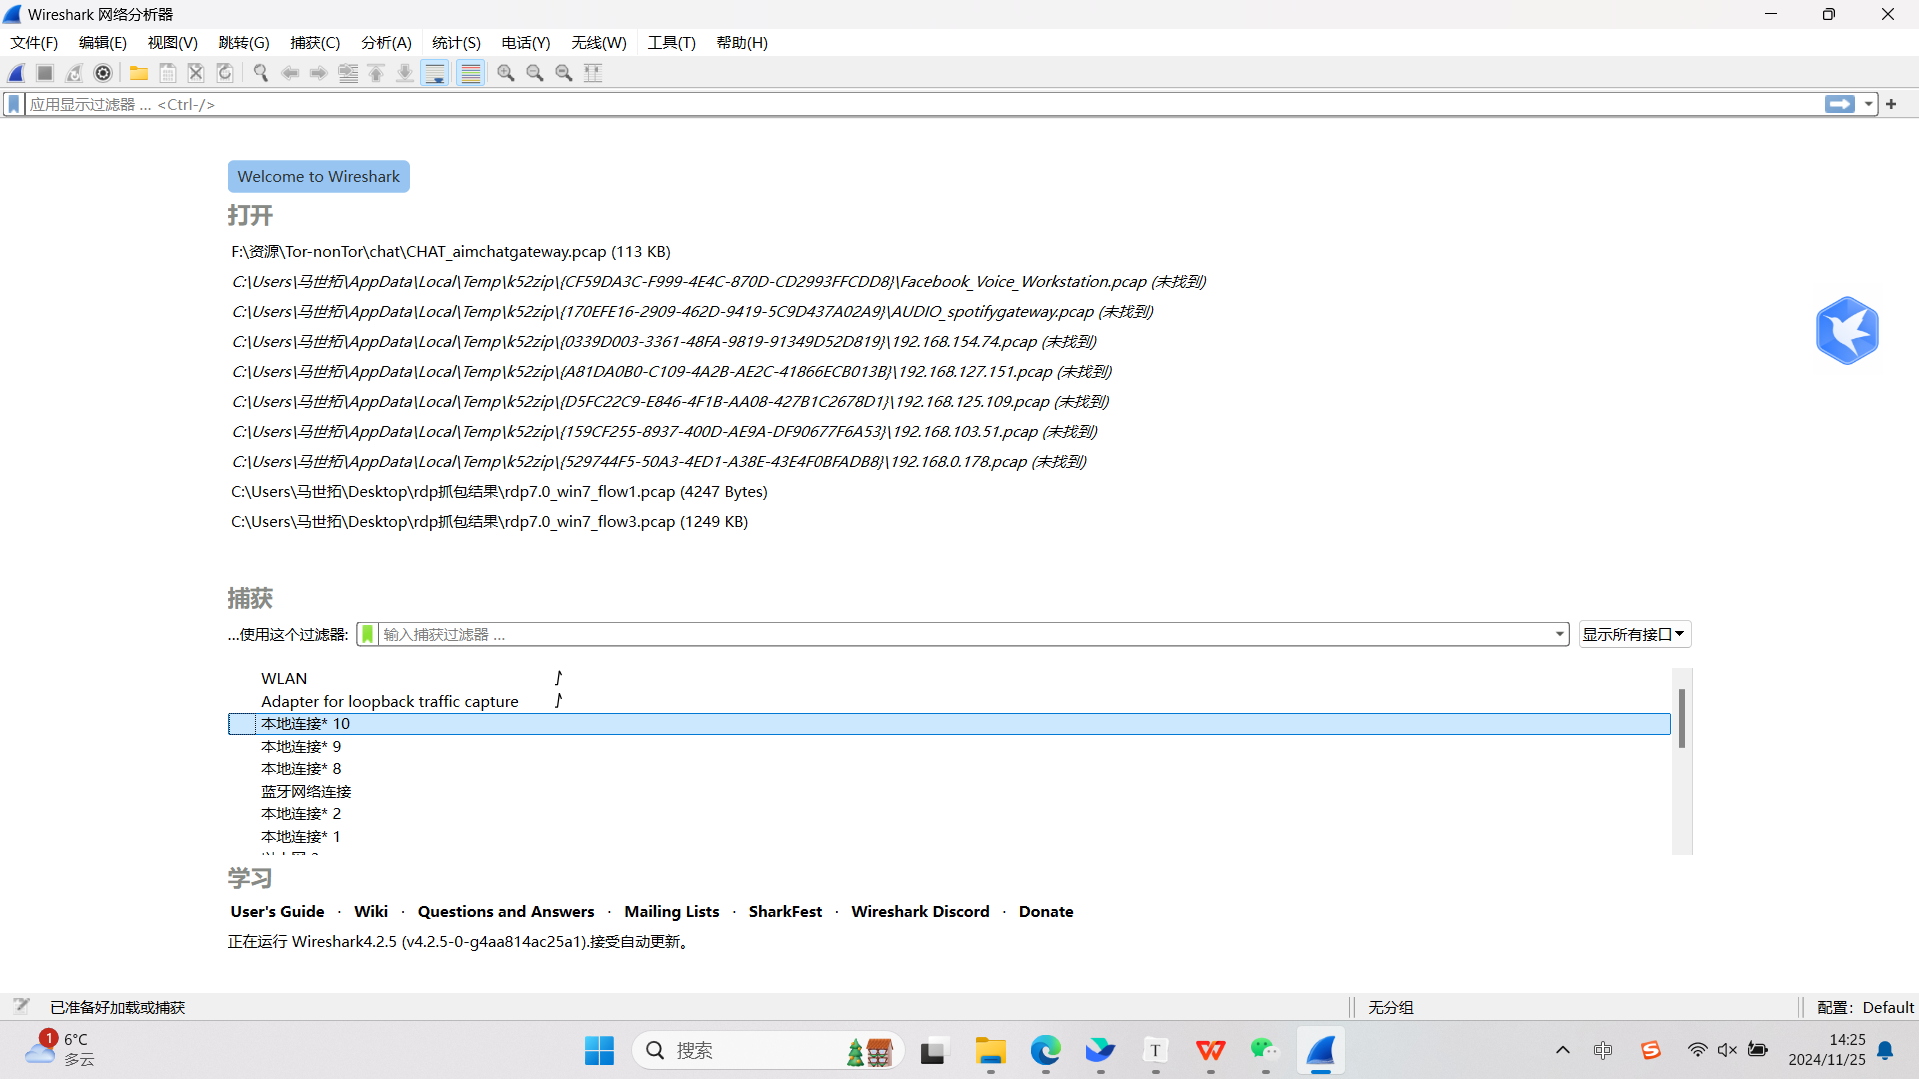 Wireshark 网络分析器
文件(F) 编辑(E) 视图(V) 跳转(G) 捕获(C) 分析(A) 统计(S) 电话(Y) 无线(W) 工具(T) 帮助(H)
应用显示过滤器 … <Ctrl-/>
Welcome to Wireshark
打开
F:\资源\Tor-nonTor\chat\CHAT_aimchatgateway.pcap (113 KB)
C:\Users\马世拓\AppData\Local\Temp\k52zip\{CF59DA3C-F999-4E4C-870D-CD2993FFCDD8}\Facebook_Voice_Workstation.pcap (未找到)
C:\Users\马世拓\AppData\Local\Temp\k52zip\{170EFE16-2909-462D-9419-5C9D437A02A9}\AUDIO_spotifygateway.pcap (未找到)
C:\Users\马世拓\AppData\Local\Temp\k52zip\{0339D003-3361-48FA-9819-91349D52D819}\192.168.154.74.pcap (未找到)
C:\Users\马世拓\AppData\Local\Temp\k52zip\{A81DA0B0-C109-4A2B-AE2C-41866ECB013B}\192.168.127.151.pcap (未找到)
C:\Users\马世拓\AppData\Local\Temp\k52zip\{D5FC22C9-E846-4F1B-AA08-427B1C2678D1}\192.168.125.109.pcap (未找到)
C:\Users\马世拓\AppData\Local\Temp\k52zip\{159CF255-8937-400D-AE9A-DF90677F6A53}\192.168.103.51.pcap (未找到)
C:\Users\马世拓\AppData\Local\Temp\k52zip\{529744F5-50A3-4ED1-A38E-43E4F0BFADB8}\192.168.0.178.pcap (未找到)
C:\Users\马世拓\Desktop\rdp抓包结果\rdp7.0_win7_flow1.pcap (4247 Bytes)
C:\Users\马世拓\Desktop\rdp抓包结果\rdp7.0_win7_flow3.pcap (1249 KB)
捕获
…使用这个过滤器: 输入捕获过滤器 … 显示所有接口
WLAN
Adapter for loopback traffic capture
本地连接* 10
本地连接* 9
本地连接* 8
蓝牙网络连接
本地连接* 2
本地连接* 1
学习
User's Guide · Wiki · Questions and Answers · Mailing Lists · SharkFest · Wireshark Discord · Donate
正在运行 Wireshark4.2.5 (v4.2.5-0-g4aa814ac25a1).接受自动更新。
已准备好加载或捕获 无分组 配置: Default
1 6°C
多云
搜索
中
14:25
2024/11/25